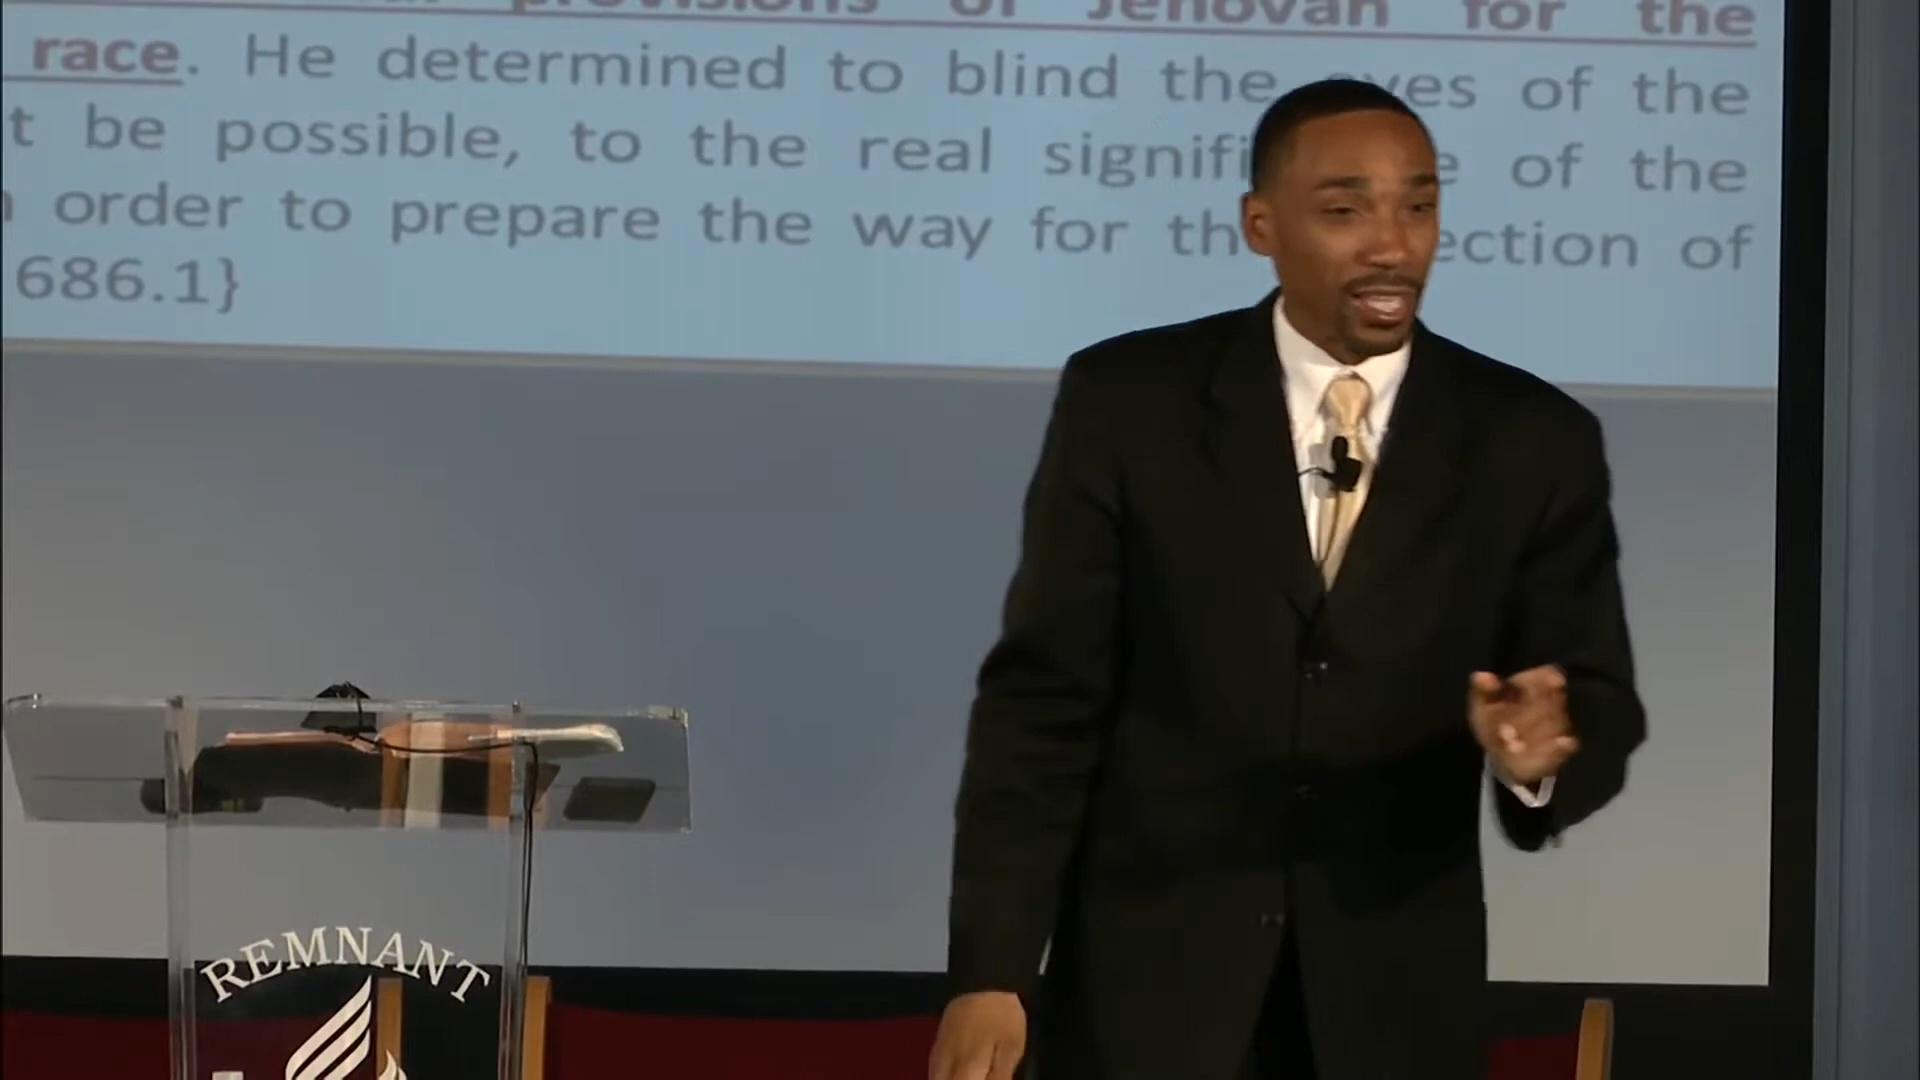 provisions of Jehovah for the
race. He determined to blind the eyes of the
t be possible, to the real signifi e of the
order to prepare the way for th ection of
686.1}
REMNANT